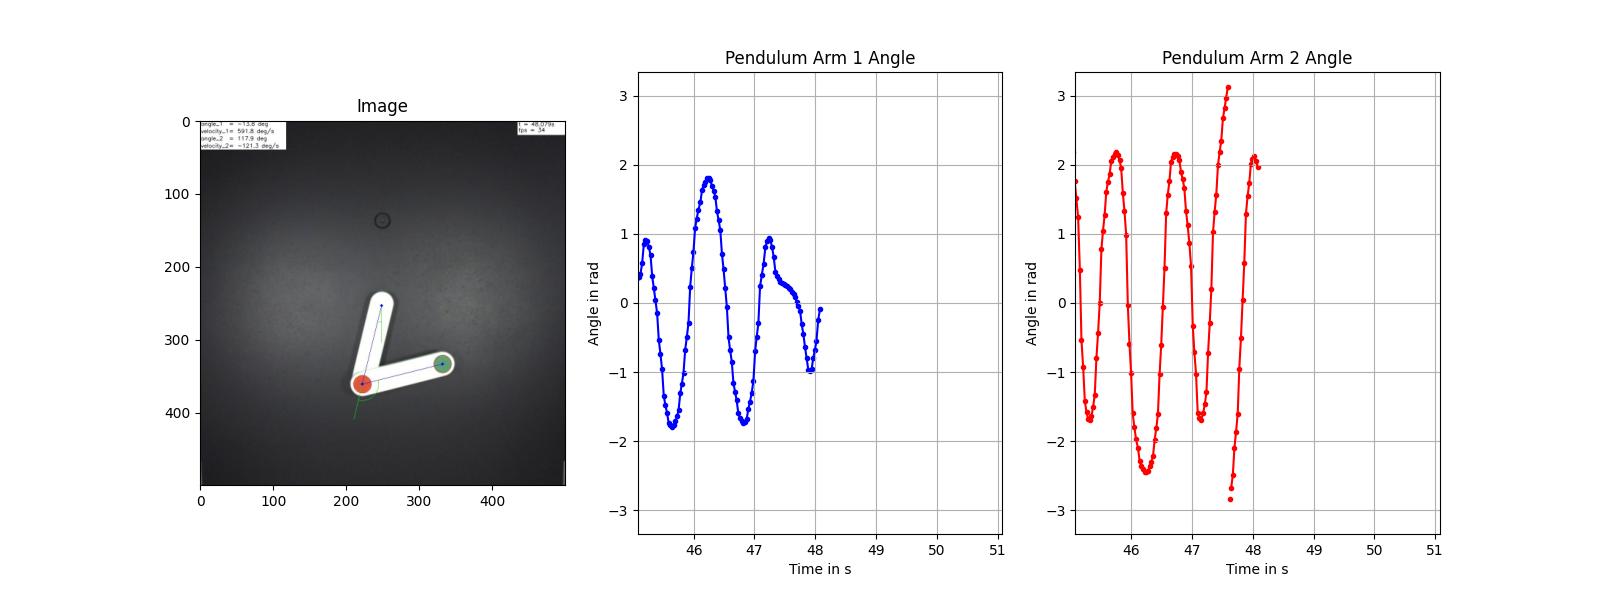 Image
Pendulum Arm 1 Angle
Pendulum Arm 2 Angle
angle_1 = -13.8 deg
velocity_1= 591.8 deg/s
angle_2 = 117.9 deg
velocity_2= -121.3 deg/s
t = 48.079s
fps = 34
0
100
200
300
400
0 100 200 300 400
Angle in rad
3
2
1
0
−1
−2
−3
46 47 48 49 50 51
Time in s
Angle in rad
3
2
1
0
−1
−2
−3
46 47 48 49 50 51
Time in s